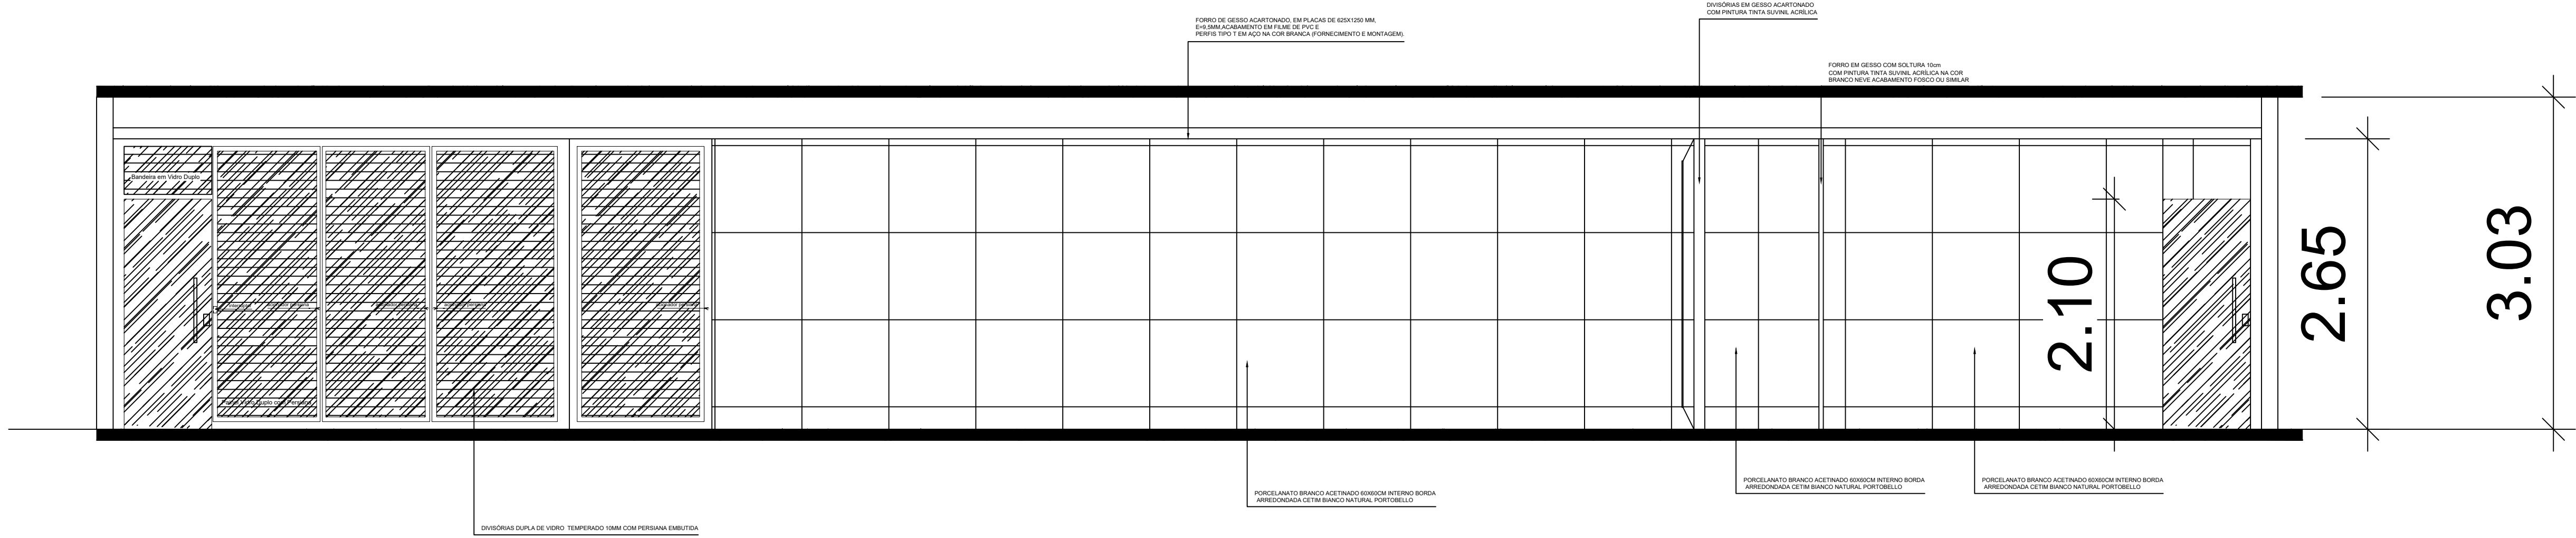 DIVISÓRIAS EM GESSO ACARTONADO
COM PINTURA TINTA SUVINIL ACRÍLICA
FORRO DE GESSO ACARTONADO, EM PLACAS DE 625X1250 MM,
E=9,5MM,ACABAMENTO EM FILME DE PVC E
PERFIS TIPO T EM AÇO NA COR BRANCA (FORNECIMENTO E MONTAGEM).
FORRO EM GESSO COM SOLTURA 10cm
COM PINTURA TINTA SUVINIL ACRÍLICA NA COR
BRANCO NEVE ACABAMENTO FOSCO OU SIMILAR
Bandeira em Vidro Duplo
Painel Vidro Duplo com Persiana
2.10
2.65
3.03
PORCELANATO BRANCO ACETINADO 60X60CM INTERNO BORDA
ARREDONDADA CETIM BIANCO NATURAL PORTOBELLO
PORCELANATO BRANCO ACETINADO 60X60CM INTERNO BORDA
ARREDONDADA CETIM BIANCO NATURAL PORTOBELLO
PORCELANATO BRANCO ACETINADO 60X60CM INTERNO BORDA
ARREDONDADA CETIM BIANCO NATURAL PORTOBELLO
DIVISÓRIAS DUPLA DE VIDRO TEMPERADO 10MM COM PERSIANA EMBUTIDA